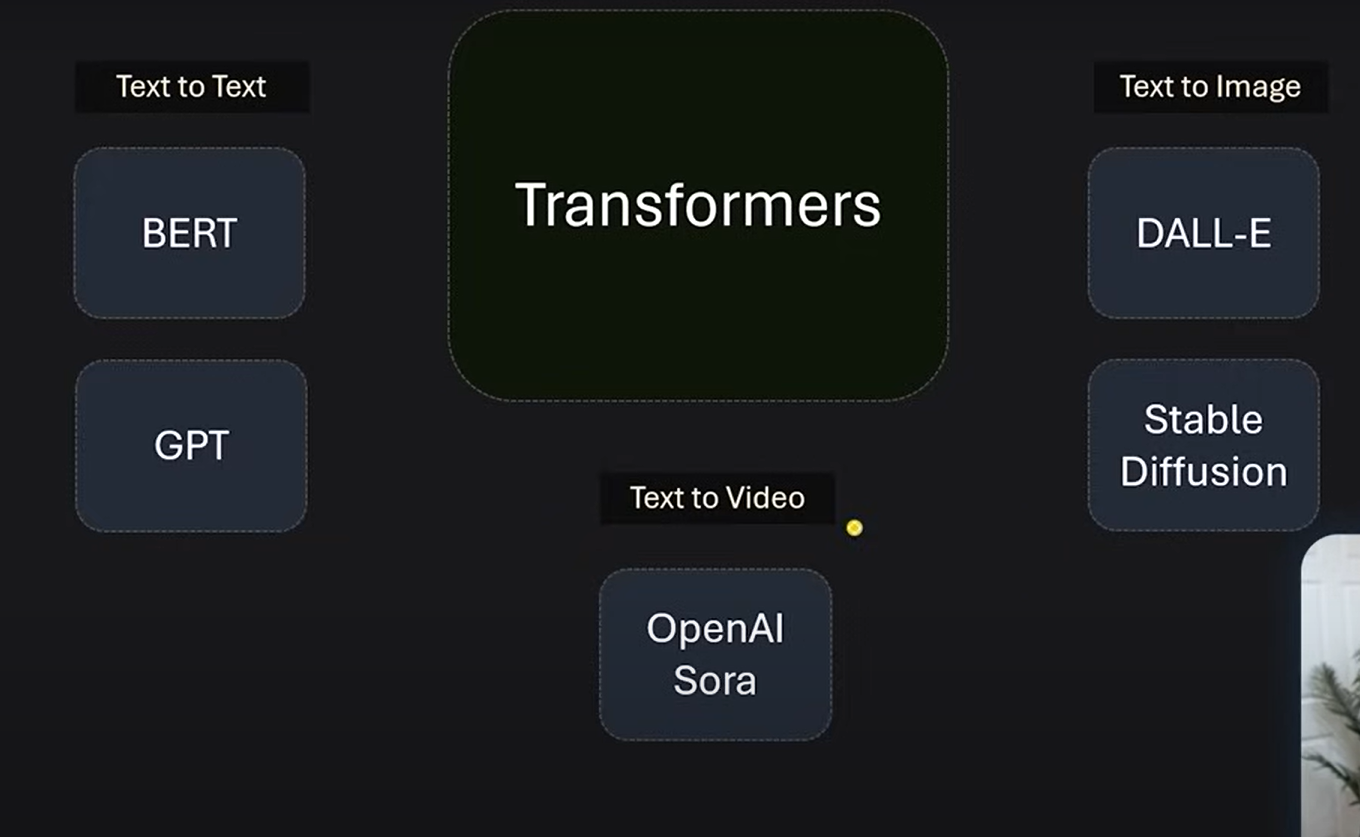 Text to Text
BERT
GPT
Transformers
Text to Video
OpenAI
Sora
Text to Image
DALL-E
Stable
Diffusion